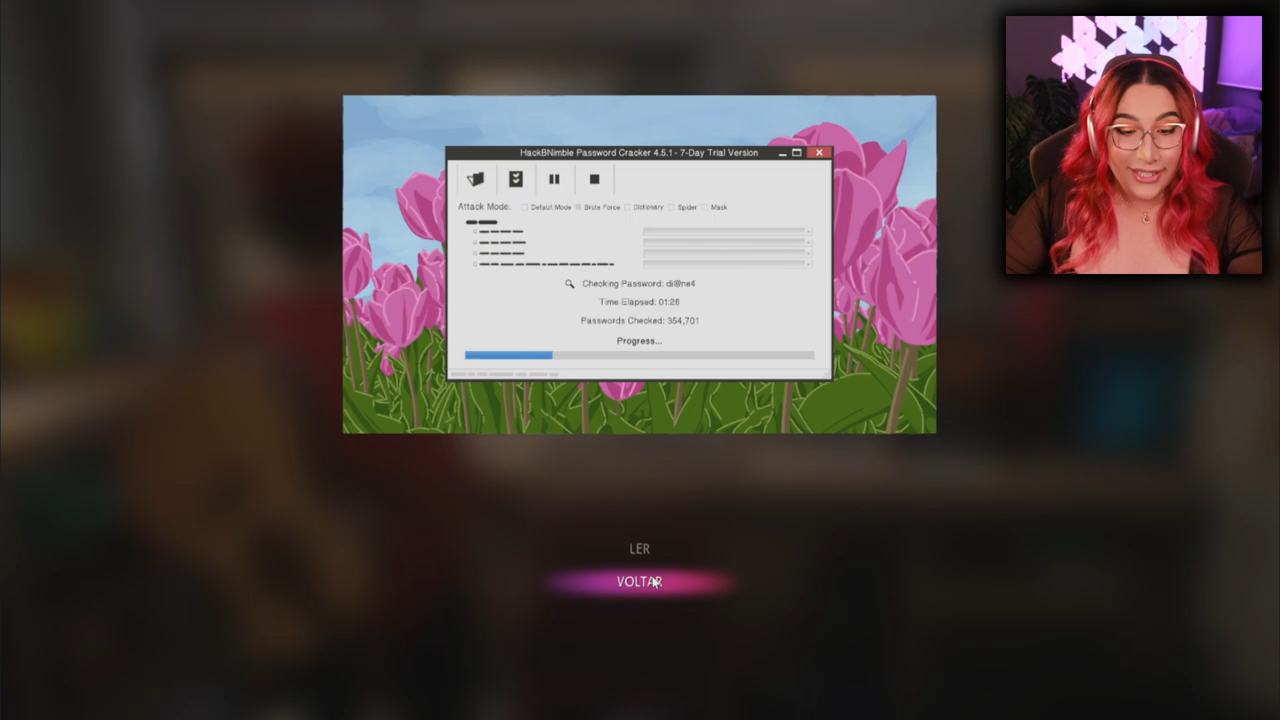 HackBNimble Password Cracker 4.5.1 - 7-Day Trial Version
Attack Mode: Default Mode Brute Force Dictionary Spider Mask
Checking Password: di@ne4
Time Elapsed: 01:26
Passwords Checked: 354,701
Progress...
LER
VOLTAR